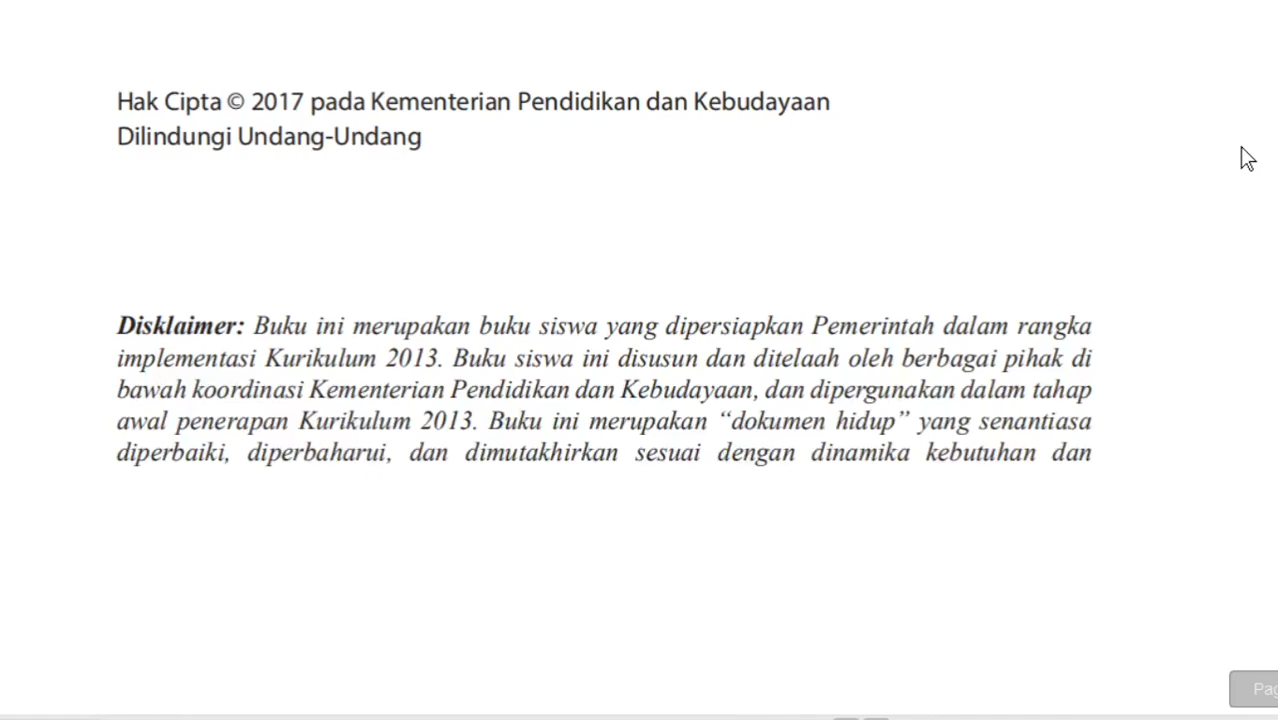 Hak Cipta © 2017 pada Kementerian Pendidikan dan Kebudayaan
Dilindungi Undang-Undang
Disklaimer: Buku ini merupakan buku siswa yang dipersiapkan Pemerintah dalam rangka
implementasi Kurikulum 2013. Buku siswa ini disusun dan ditelaah oleh berbagai pihak di
bawah koordinasi Kementerian Pendidikan dan Kebudayaan, dan dipergunakan dalam tahap
awal penerapan Kurikulum 2013. Buku ini merupakan “dokumen hidup” yang senantiasa
diperbaiki, diperbaharui, dan dimutakhirkan sesuai dengan dinamika kebutuhan dan